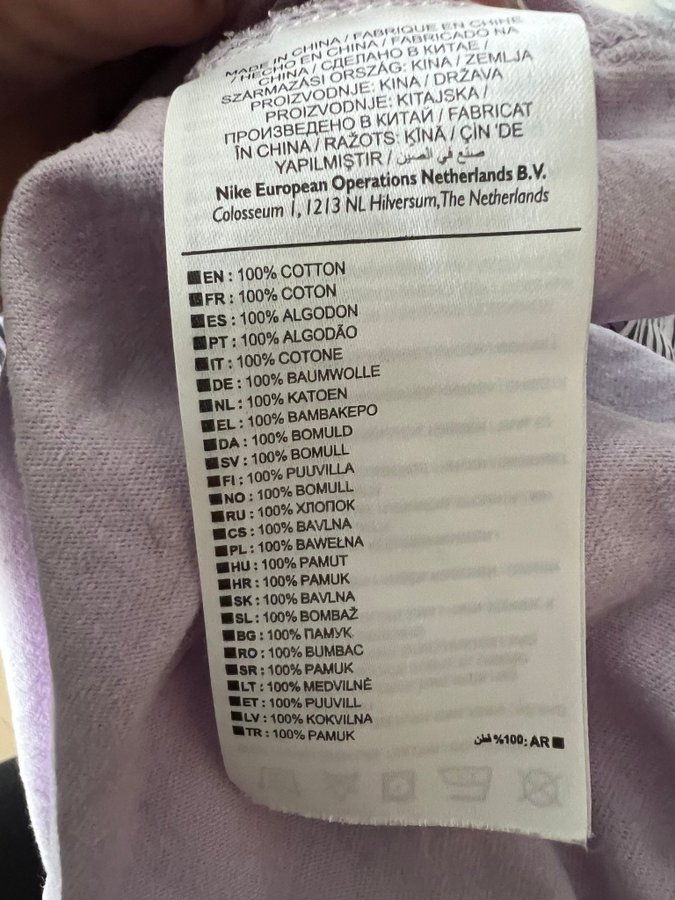 MADE IN CHINA / FABRIQUE EN CHINE
/ HECHO EN CHINA / FABRICADO NA
CHINA / СДЕЛАНО В КИТАЕ /
SZÁRMAZÁSI ORSZÁG: KÍNA / ZEMLJA
PROIZVODNJE: KINA / DRŽAVA
PROIZVODNJE: KITAJSKA /
ПРОИЗВЕДЕНО В КИТАЙ / FABRICAT
ÎN CHINA / RAŽOTS: ĶĪNĀ / ÇİN 'DE
YAPILMIŞTIR / صنع في الصين
Nike European Operations Netherlands B.V.
Colosseum 1, 1213 NL Hilversum,The Netherlands
EN : 100% COTTON
FR : 100% COTON
ES : 100% ALGODON
PT : 100% ALGODÃO
IT : 100% COTONE
DE : 100% BAUMWOLLE
NL : 100% KATOEN
EL : 100% ΒΑΜΒΑΚΕΡΟ
DA : 100% BOMULD
SV : 100% BOMULL
FI : 100% PUUVILLA
NO : 100% BOMULL
RU : 100% ХЛОПОК
CS : 100% BAVLNA
PL : 100% BAWEŁNA
HU : 100% PAMUT
HR : 100% PAMUK
SK : 100% BAVLNA
SL : 100% BOMBAŽ
BG : 100% ПАМУК
RO : 100% BUMBAC
SR : 100% PAMUK
LT : 100% MEDVILNĖ
ET : 100% PUUVILL
LV : 100% KOKVILNA
TR : 100% PAMUK
AR :100% قطن